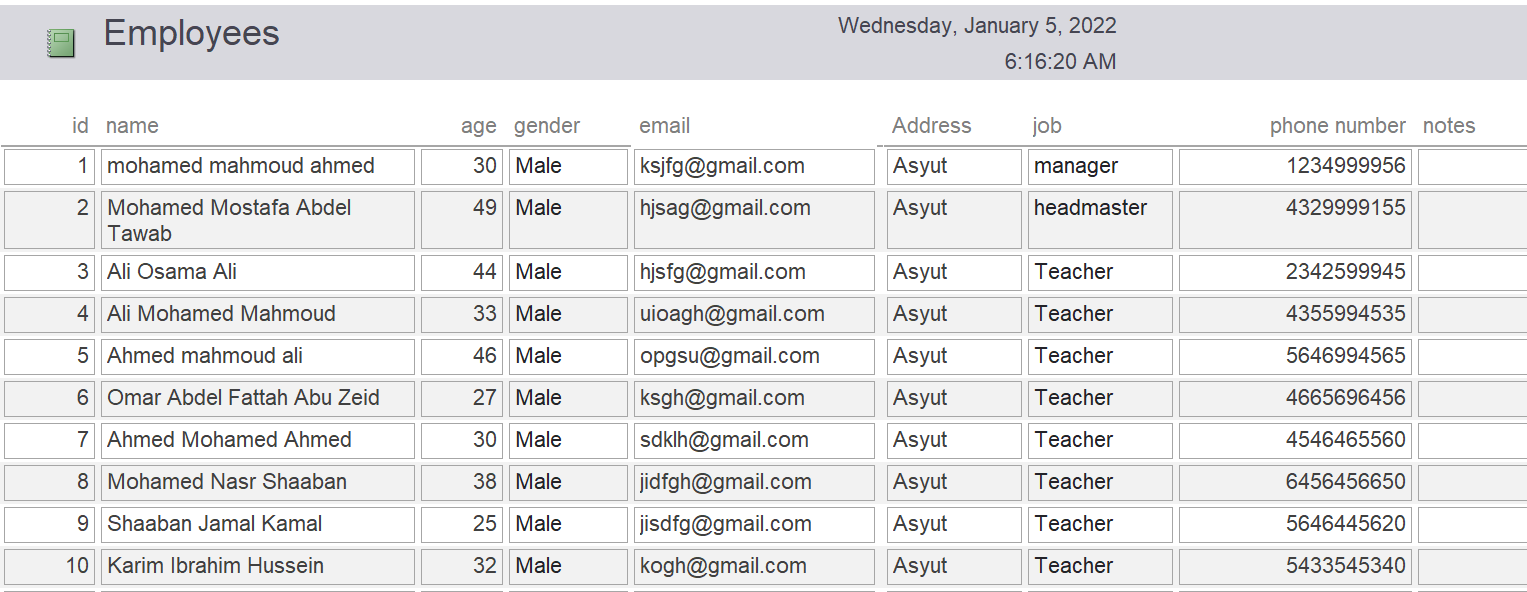 Employees
Wednesday, January 5, 2022
6:16:20 AM
id name age gender email Address job phone number notes
1 mohamed mahmoud ahmed 30 Male ksjfg@gmail.com Asyut manager 1234999956
2 Mohamed Mostafa Abdel 49 Male hjsag@gmail.com Asyut headmaster 4329999155
Tawab
3 Ali Osama Ali 44 Male hjsfg@gmail.com Asyut Teacher 2342599945
4 Ali Mohamed Mahmoud 33 Male uioagh@gmail.com Asyut Teacher 4355994535
5 Ahmed mahmoud ali 46 Male opgsu@gmail.com Asyut Teacher 5646994565
6 Omar Abdel Fattah Abu Zeid 27 Male ksgh@gmail.com Asyut Teacher 4665696456
7 Ahmed Mohamed Ahmed 30 Male sdklh@gmail.com Asyut Teacher 4546465560
8 Mohamed Nasr Shaaban 38 Male jidfgh@gmail.com Asyut Teacher 6456456650
9 Shaaban Jamal Kamal 25 Male jisdfg@gmail.com Asyut Teacher 5646445620
10 Karim Ibrahim Hussein 32 Male kogh@gmail.com Asyut Teacher 5433545340